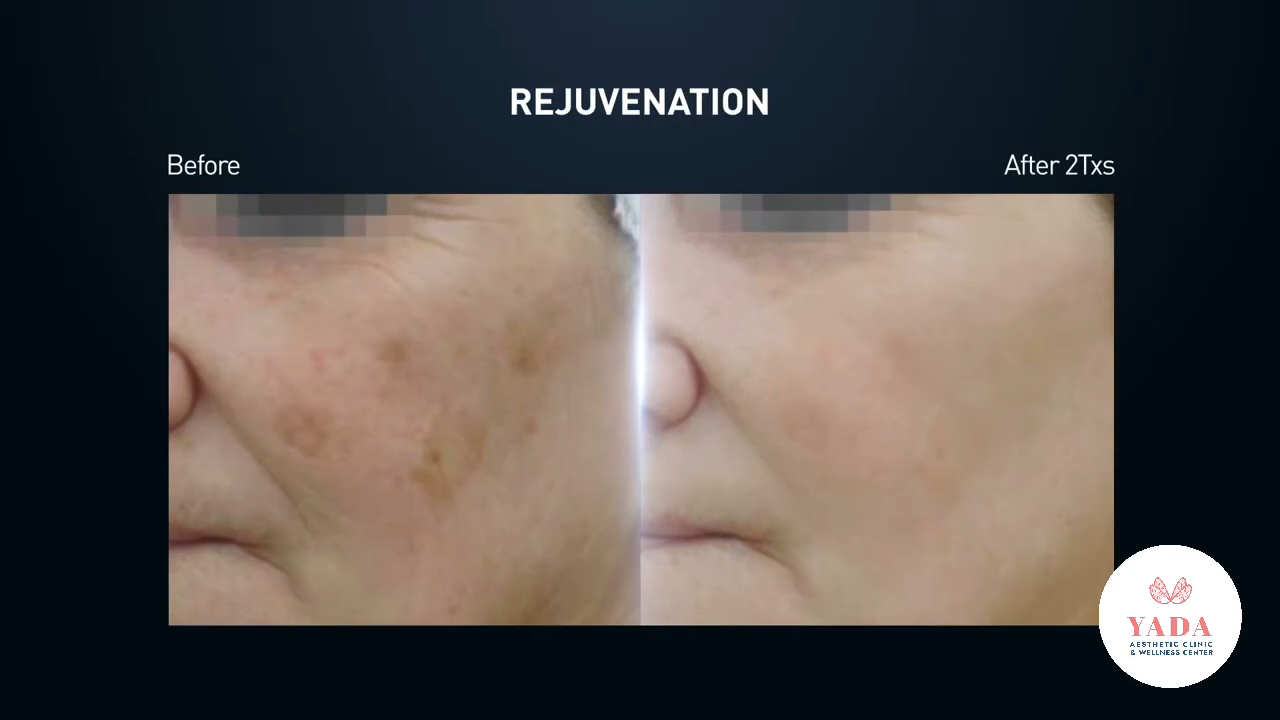 REJUVENATION
Before
After 2Txs
YADA
AESTHETIC CLINIC
& WELLNESS CENTER